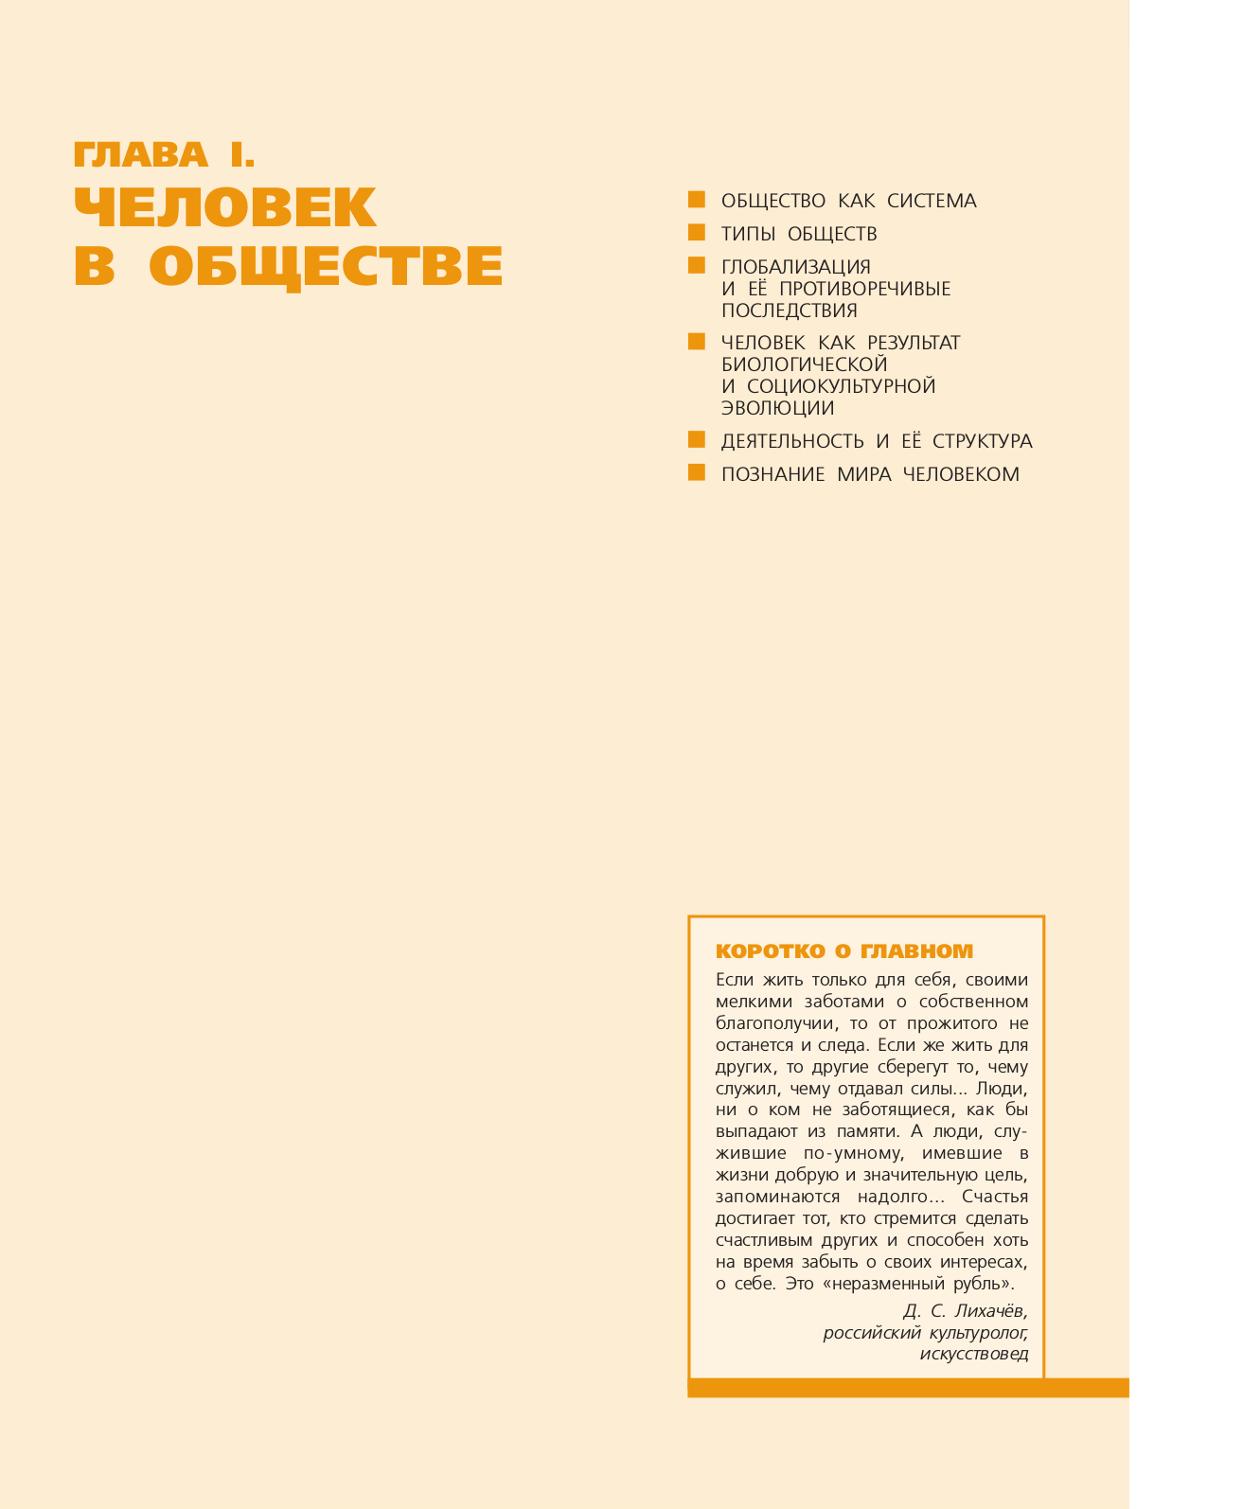 ГЛАВА I.
ЧЕЛОВЕК
В ОБЩЕСТВЕ
ОБЩЕСТВО КАК СИСТЕМА
ТИПЫ ОБЩЕСТВ
ГЛОБАЛИЗАЦИЯ
И ЕЁ ПРОТИВОРЕЧИВЫЕ
ПОСЛЕДСТВИЯ
ЧЕЛОВЕК КАК РЕЗУЛЬТАТ
БИОЛОГИЧЕСКОЙ
И СОЦИОКУЛЬТУРНОЙ
ЭВОЛЮЦИИ
ДЕЯТЕЛЬНОСТЬ И ЕЁ СТРУКТУРА
ПОЗНАНИЕ МИРА ЧЕЛОВЕКОМ
КОРОТКО О ГЛАВНОМ
Если жить только для себя, своими
мелкими заботами о собственном
благополучии, то от прожитого не
останется и следа. Если же жить для
других, то другие сберегут то, чему
служил, чему отдавал силы... Люди,
ни о ком не заботящиеся, как бы
выпадают из памяти. А люди, слу-
жившие по-умному, имевшие в
жизни добрую и значительную цель,
запоминаются надолго... Счастья
достигает тот, кто стремится сделать
счастливым других и способен хоть
на время забыть о своих интересах,
о себе. Это «неразменный рубль».
Д. С. Лихачёв,
российский культуролог,
искусствовед